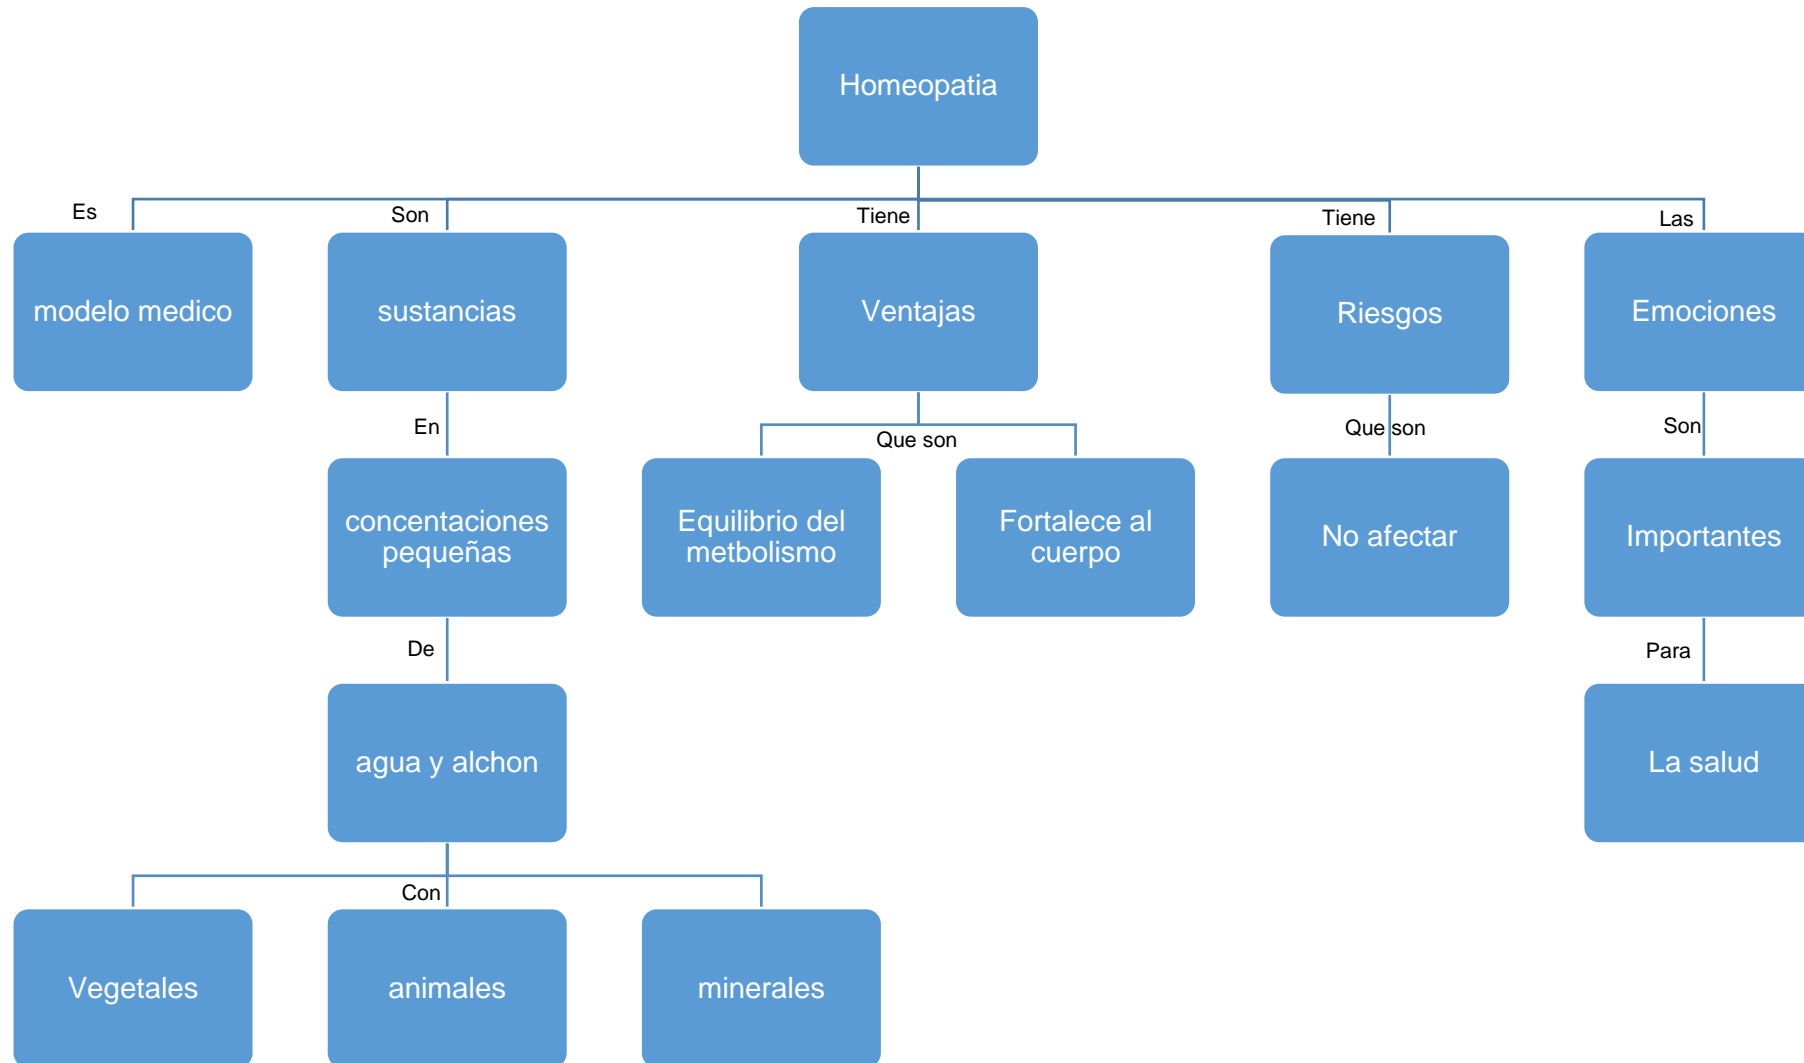 Homeopatia
Es
Son
Tiene
Tiene
Las
modelo medico
sustancias
Ventajas
Riesgos
Emociones
En
Que son
Que son
Son
concentaciones
pequeñas
Equilibrio del
metbolismo
Fortalece al
cuerpo
No afectar
Importantes
De
Para
agua y alchon
La salud
Con
Vegetales
animales
minerales